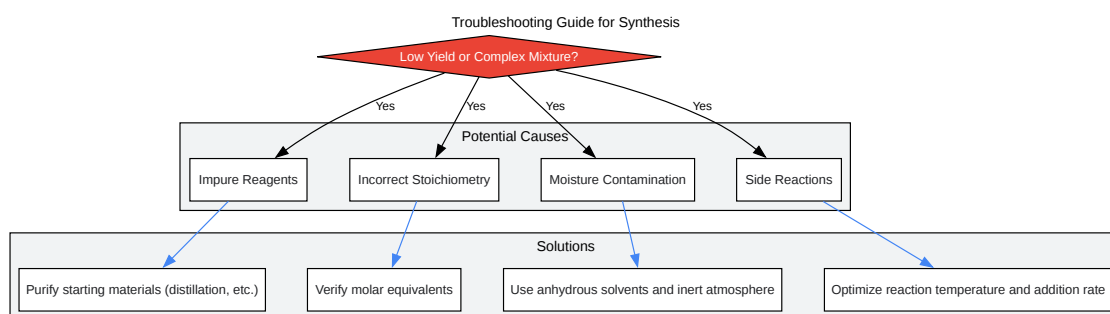 Troubleshooting Guide for Synthesis
Low Yield or Complex Mixture?
Yes
Yes
Yes
Yes
Potential Causes
Impure Reagents
Incorrect Stoichiometry
Moisture Contamination
Side Reactions
Solutions
Purify starting materials (distillation, etc.)
Verify molar equivalents
Use anhydrous solvents and inert atmosphere
Optimize reaction temperature and addition rate